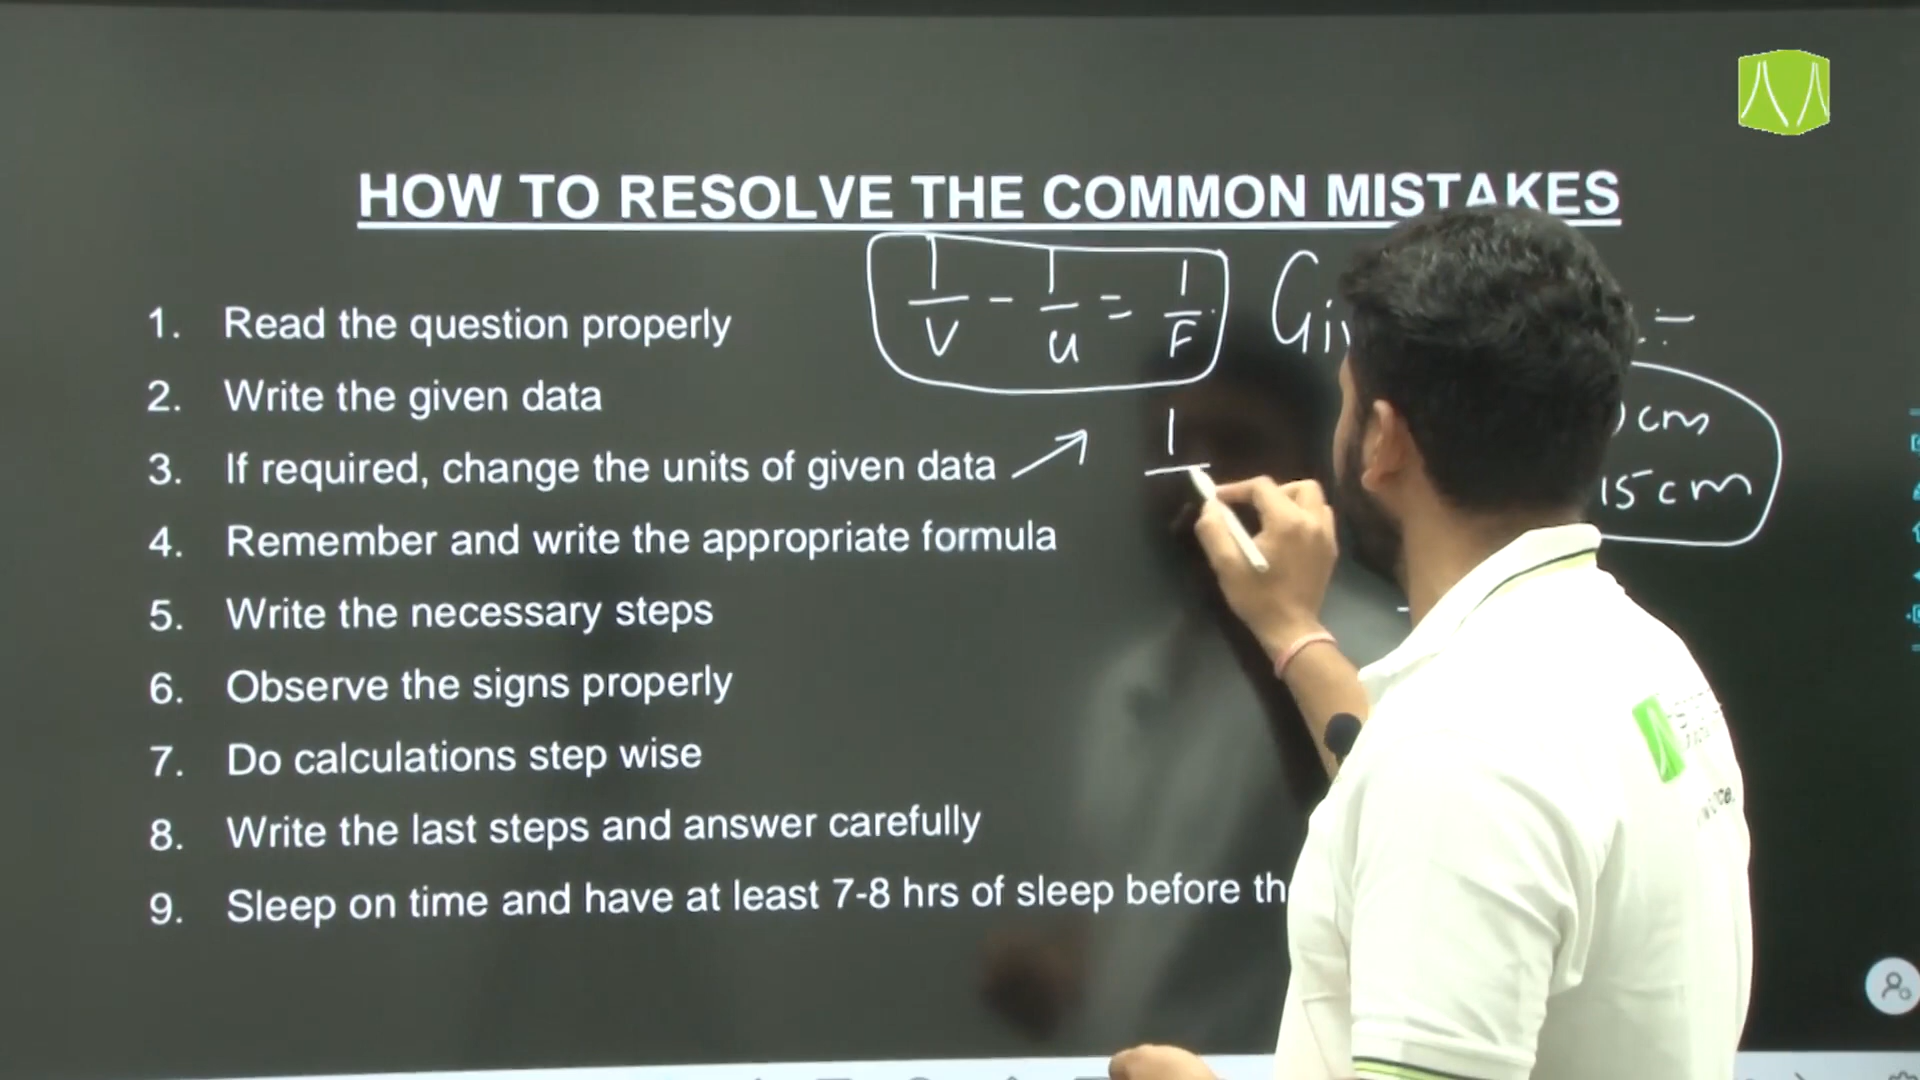 HOW TO RESOLVE THE COMMON MISTAKES
1. Read the question properly
2. Write the given data
3. If required, change the units of given data
4. Remember and write the appropriate formula
5. Write the necessary steps
6. Observe the signs properly
7. Do calculations step wise
8. Write the last steps and answer carefully
9. Sleep on time and have at least 7-8 hrs of sleep before
1/v - 1/u = 1/F
cm
15 cm
1